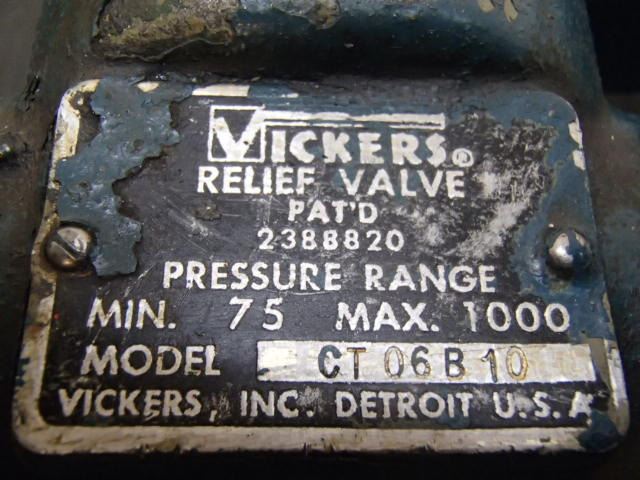 VICKERS®
RELIEF VALVE
PAT'D
2388820
PRESSURE RANGE
MIN. 75 MAX. 1000
MODEL CT 06 B 10
VICKERS, INC. DETROIT U.S.A